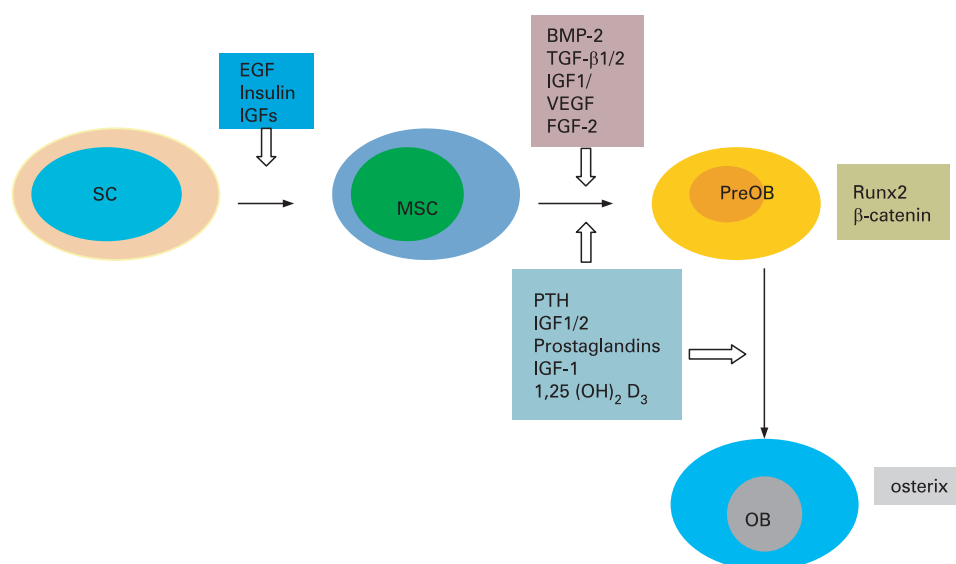 EGF
Insulin
IGFs
BMP-2
TGF-β1/2
IGF1/
VEGF
FGF-2
SC
MSC
PreOB
Runx2
β-catenin
PTH
IGF1/2
Prostaglandins
IGF-1
1,25 (OH)₂ D₃
osterix
OB